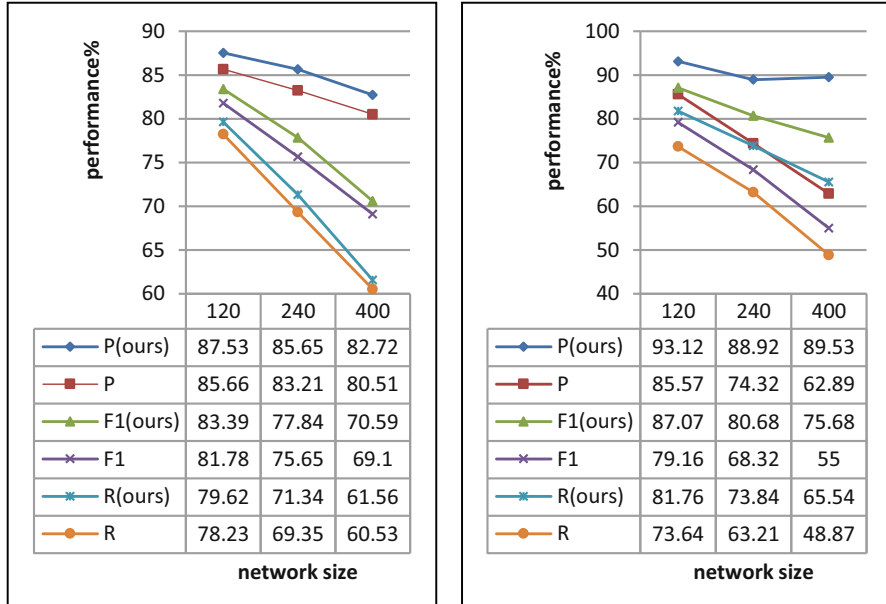 90
85
80
75
70
65
60
performance%
120 240 400
P(ours) 87.53 85.65 82.72
P 85.66 83.21 80.51
F1(ours) 83.39 77.84 70.59
F1 81.78 75.65 69.1
R(ours) 79.62 71.34 61.56
R 78.23 69.35 60.53
network size
100
90
80
70
60
50
40
performance%
120 240 400
P(ours) 93.12 88.92 89.53
P 85.57 74.32 62.89
F1(ours) 87.07 80.68 75.68
F1 79.16 68.32 55
R(ours) 81.76 73.84 65.54
R 73.64 63.21 48.87
network size